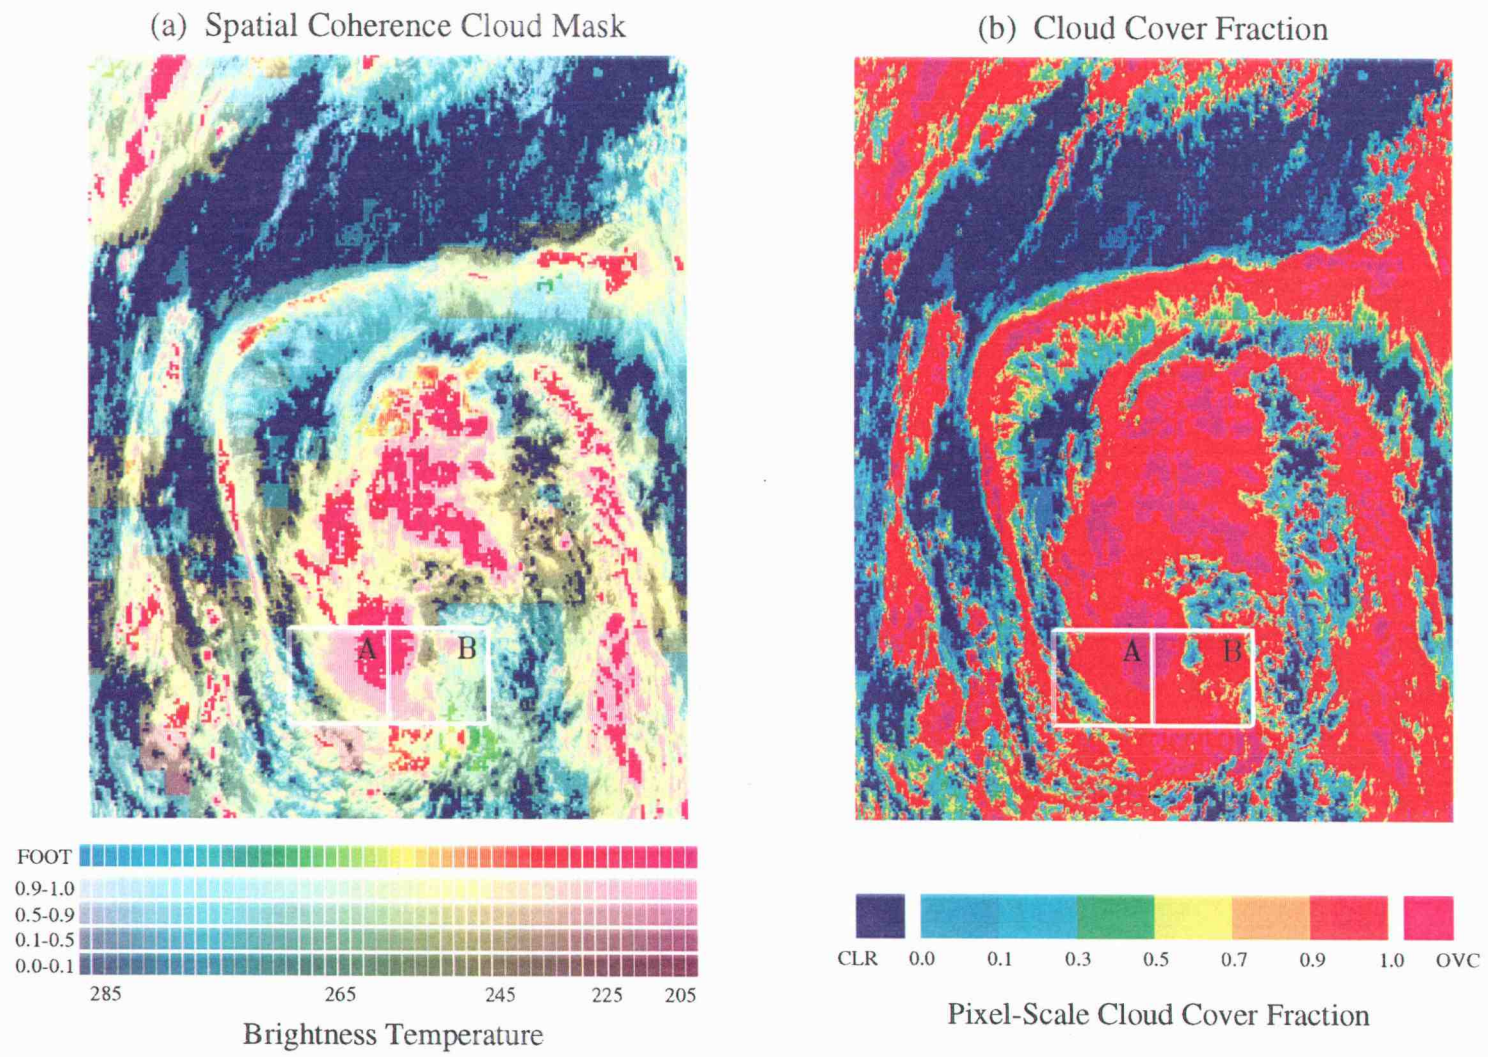 (a) Spatial Coherence Cloud Mask
(b) Cloud Cover Fraction
A B
A B
FOOT
0.9-1.0
0.5-0.9
0.1-0.5
0.0-0.1
285 265 245 225 205
Brightness Temperature
CLR 0.0 0.1 0.3 0.5 0.7 0.9 1.0 OVC
Pixel-Scale Cloud Cover Fraction